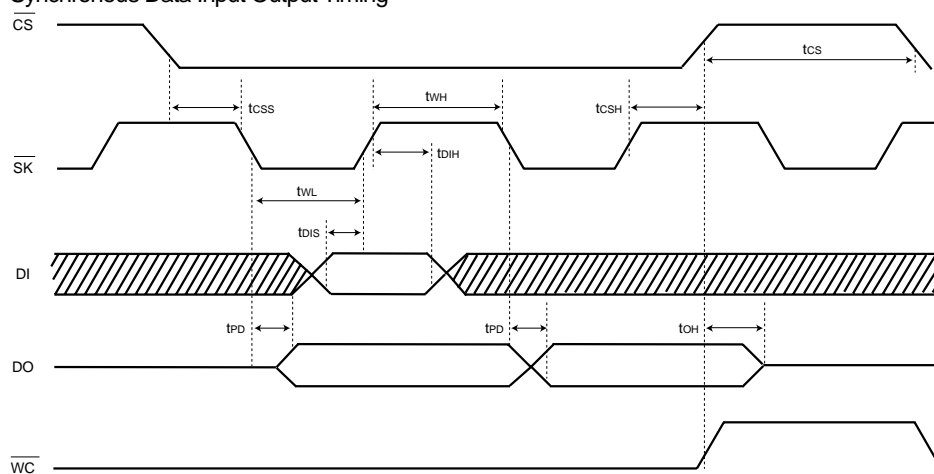 Synchronous Data Input Output Timing
CS
tCS
tCSS
tWH
tCSH
SK
tDIH
tWL
tDIS
DI
tPD
tPD
tOH
DO
WC